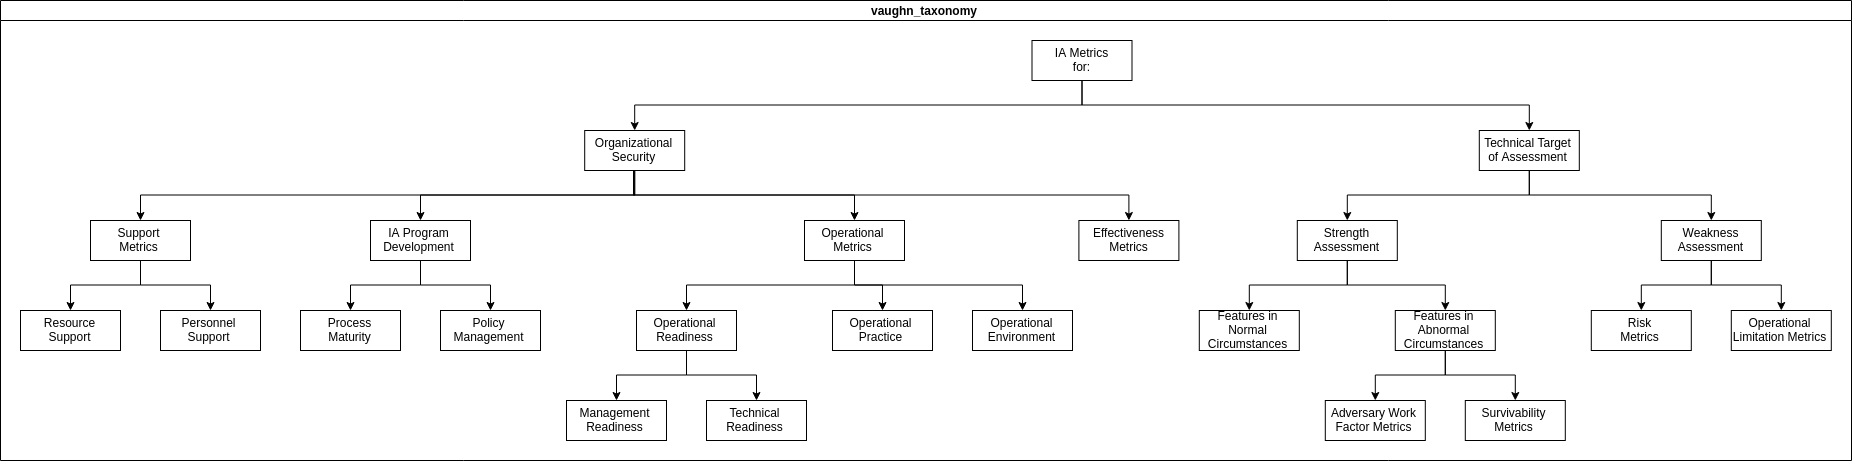 vaughn_taxonomy
IA Metrics
for:
Organizational
Security
Technical Target
of Assessment
Support
Metrics
IA Program
Development
Operational
Metrics
Effectiveness
Metrics
Strength
Assessment
Weakness
Assessment
Resource
Support
Personnel
Support
Process
Maturity
Policy
Management
Operational
Readiness
Operational
Practice
Operational
Environment
Features in
Normal
Circumstances
Features in
Abnormal
Circumstances
Risk
Metrics
Operational
Limitation Metrics
Management
Readiness
Technical
Readiness
Adversary Work
Factor Metrics
Survivability
Metrics